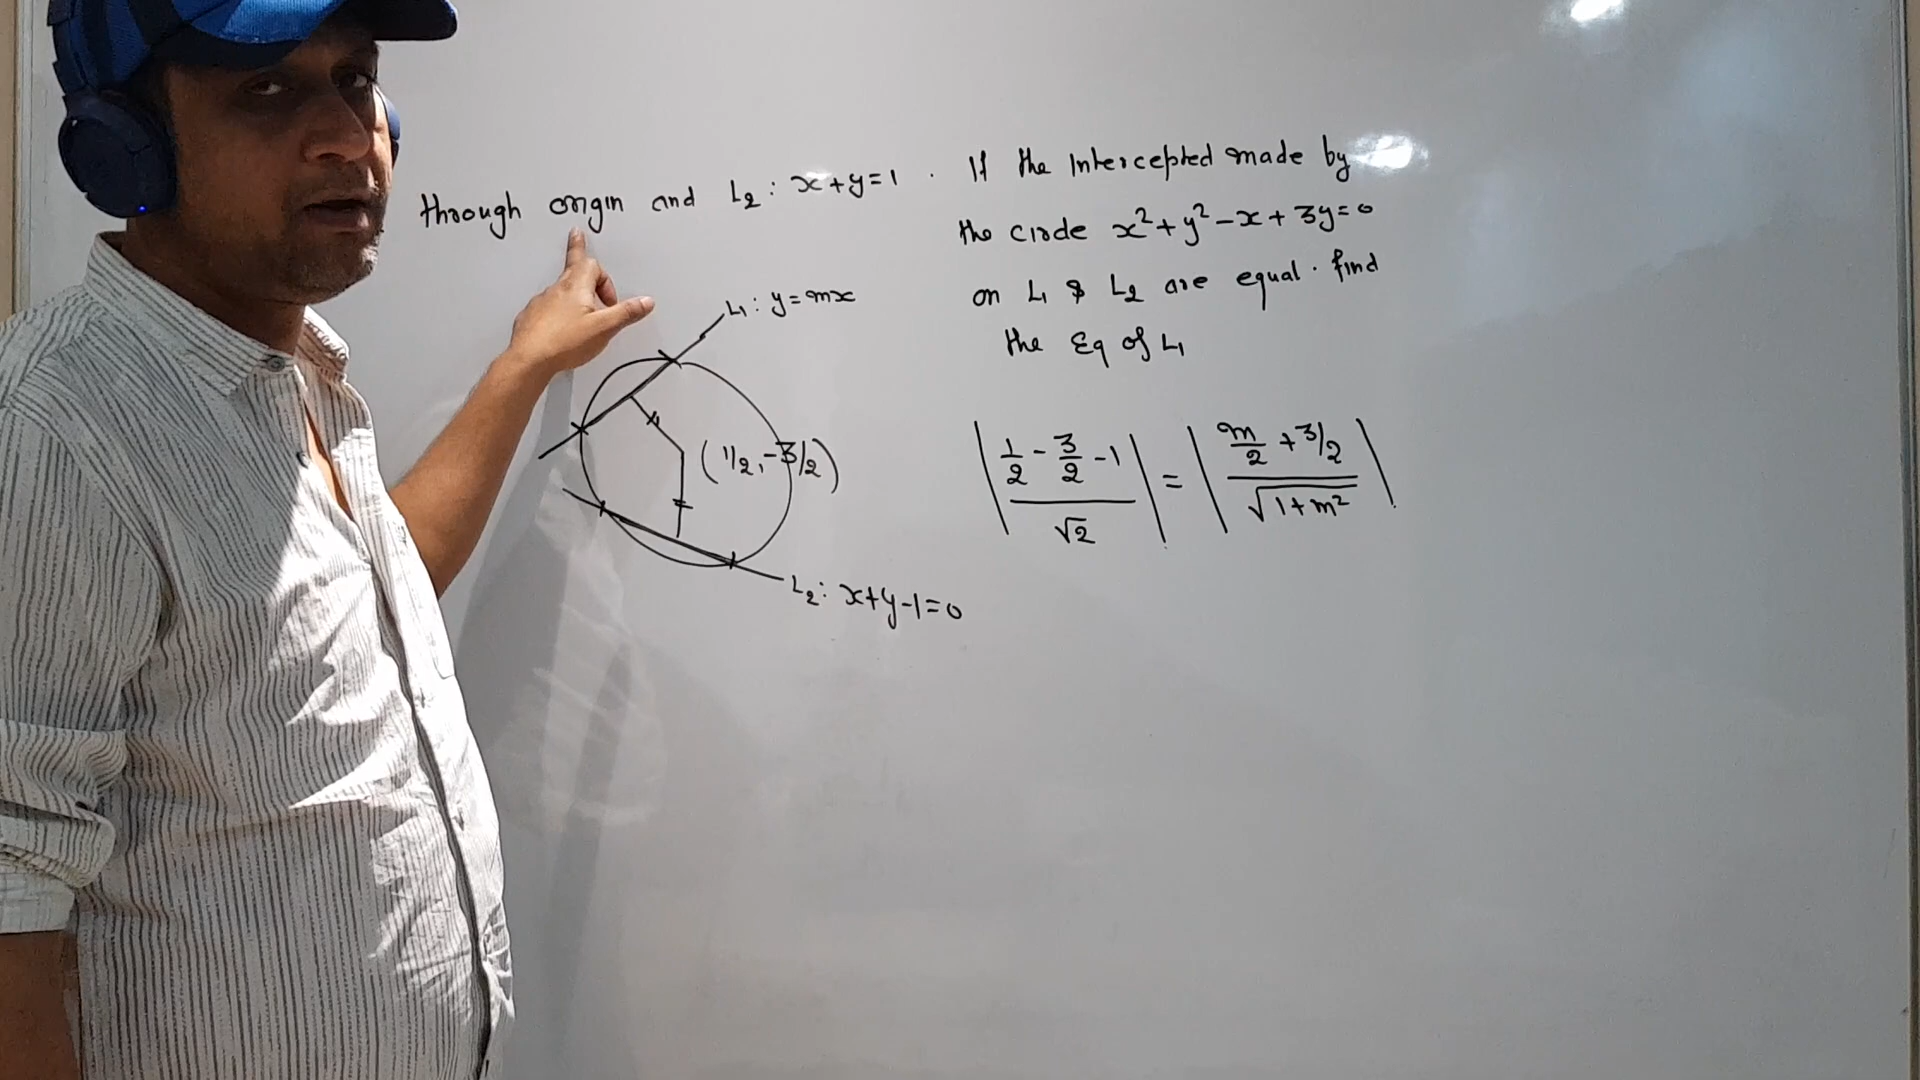 through origin and L₂ : x+y=1 . If the Intercepted made by
the circle x²+y²-x+3y=0
on L₁ & L₂ are equal. find
the Eq of L₁
L₁ : y=mx
(1/2, -3/2)
L₂ : x+y-1=0
|(1/2 - 3/2 - 1)/√2| = |(m/2 + 3/2)/√(1+m²)|